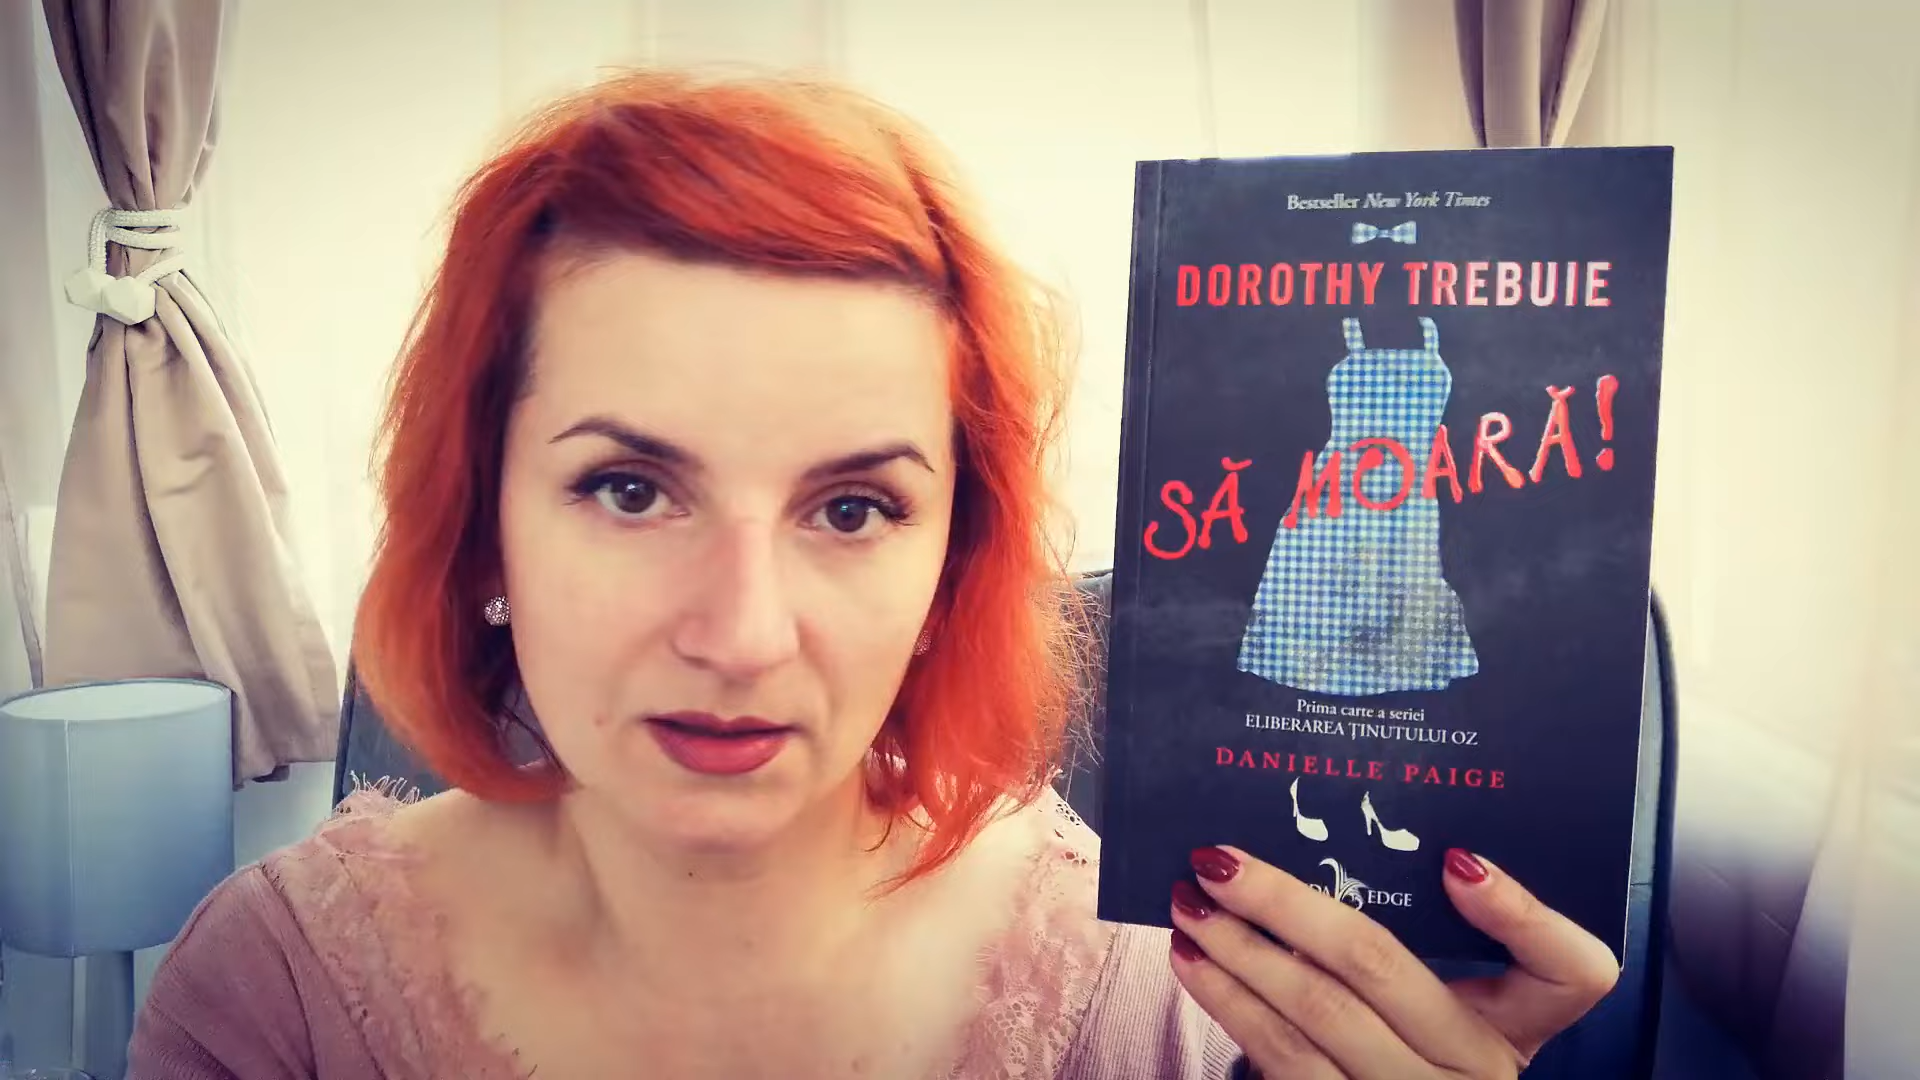 Bestseller New York Times
DOROTHY TREBUIE
SĂ MOARĂ!
Prima carte a seriei
ELIBERAREA ȚINUTULUI OZ
DANIELLE PAIGE
EDGE